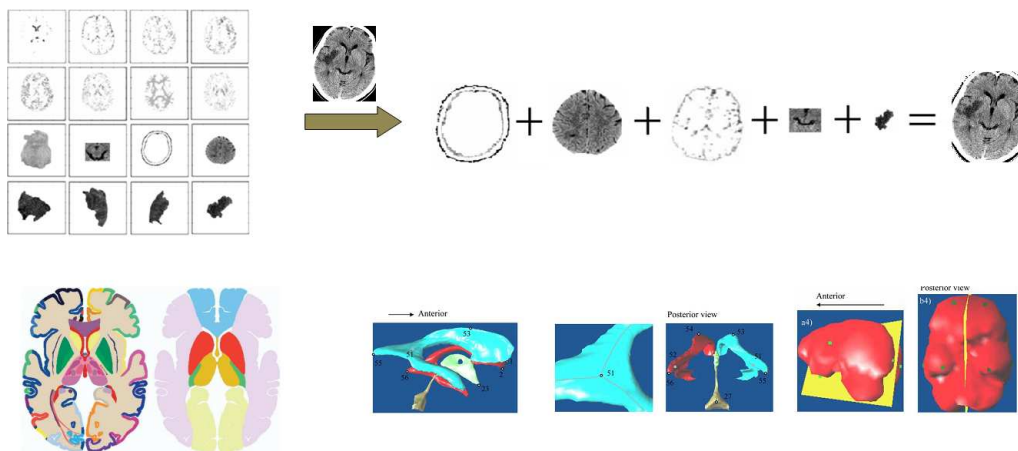 + + + + =
Anterior
53
51
55
56
1
2
23
51
Posterior view
54
53
52
51
56
55
27
Anterior
a4)
Posterior view
b4)